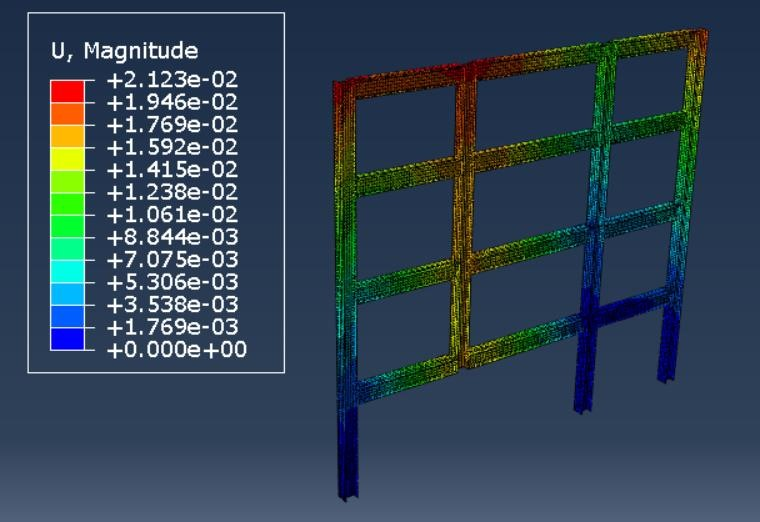 U, Magnitude
+2.123e-02
+1.946e-02
+1.769e-02
+1.592e-02
+1.415e-02
+1.238e-02
+1.061e-02
+8.844e-03
+7.075e-03
+5.306e-03
+3.538e-03
+1.769e-03
+0.000e+00